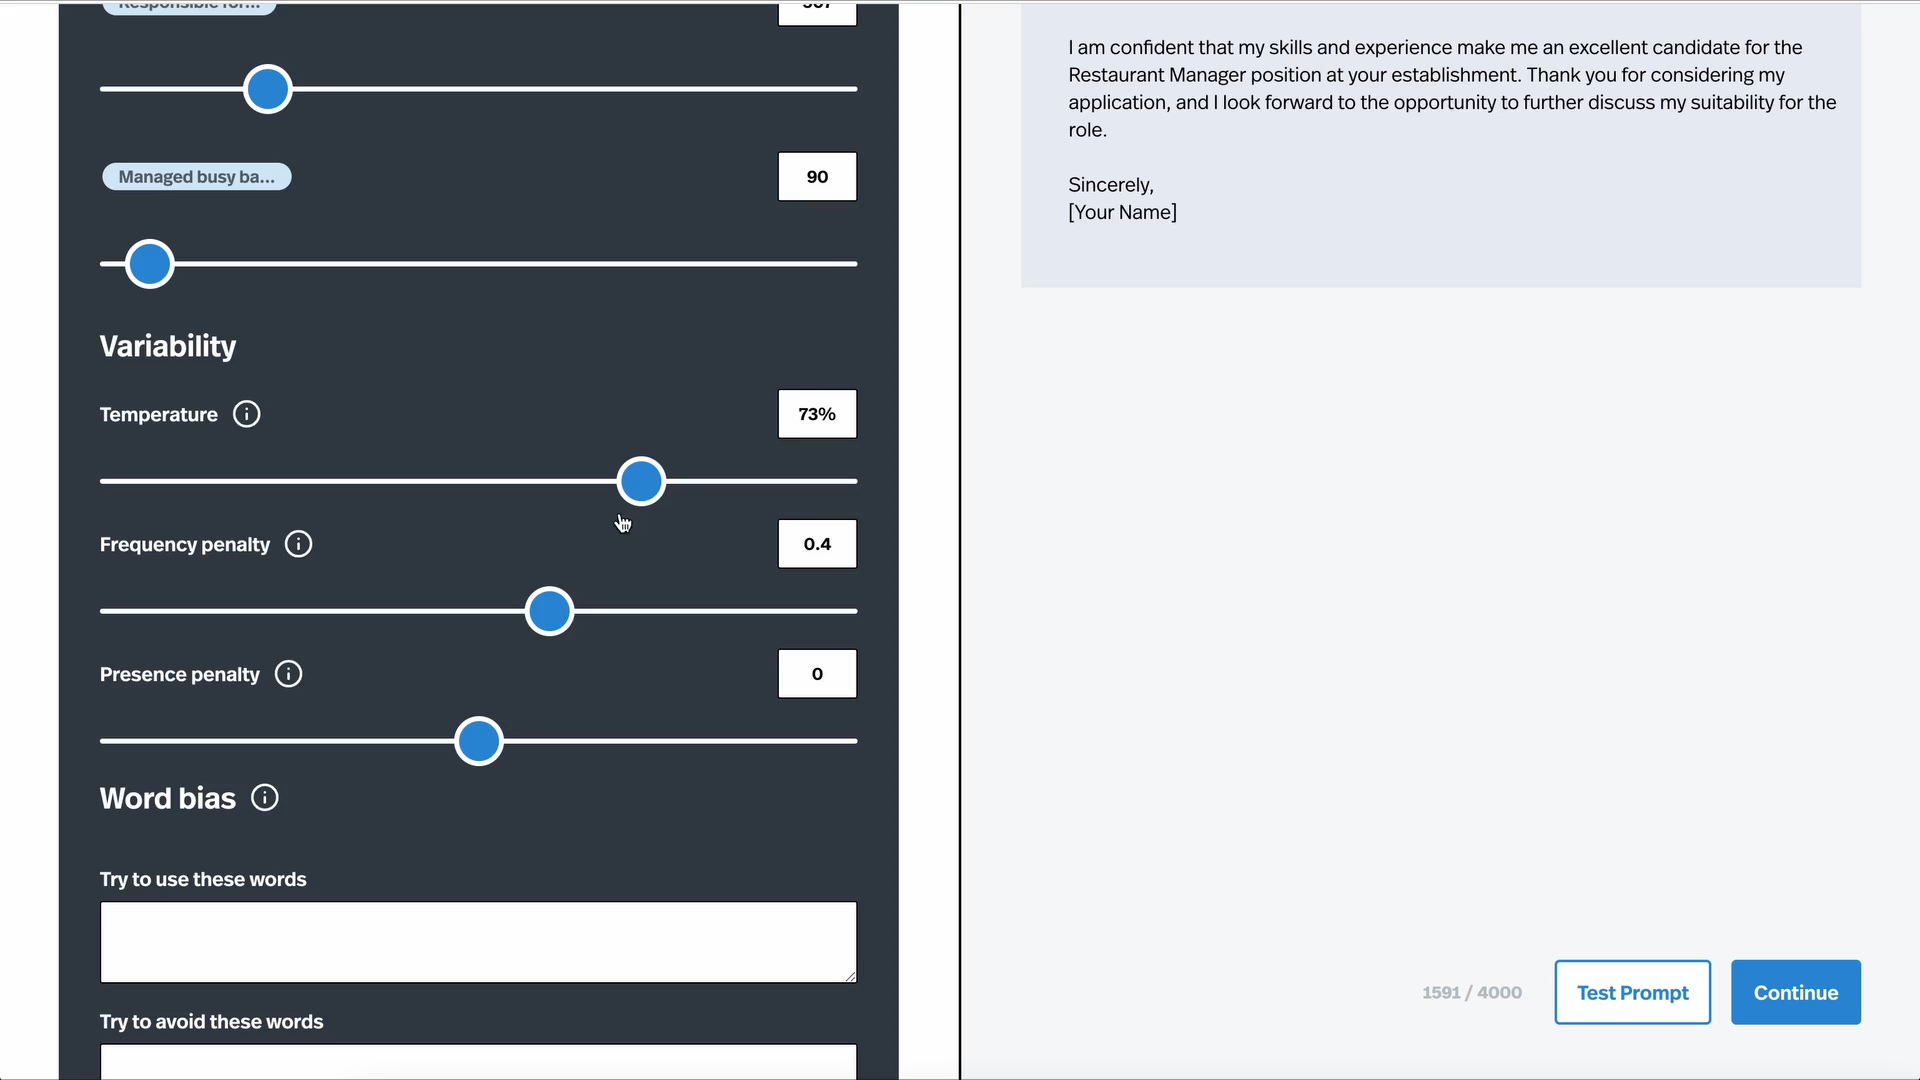 Responsible for...
Managed busy ba...
90
Variability
Temperature
73%
Frequency penalty
0.4
Presence penalty
0
Word bias
Try to use these words
Try to avoid these words
I am confident that my skills and experience make me an excellent candidate for the
Restaurant Manager position at your establishment. Thank you for considering my
application, and I look forward to the opportunity to further discuss my suitability for the
role.
Sincerely,
[Your Name]
1591 / 4000
Test Prompt
Continue